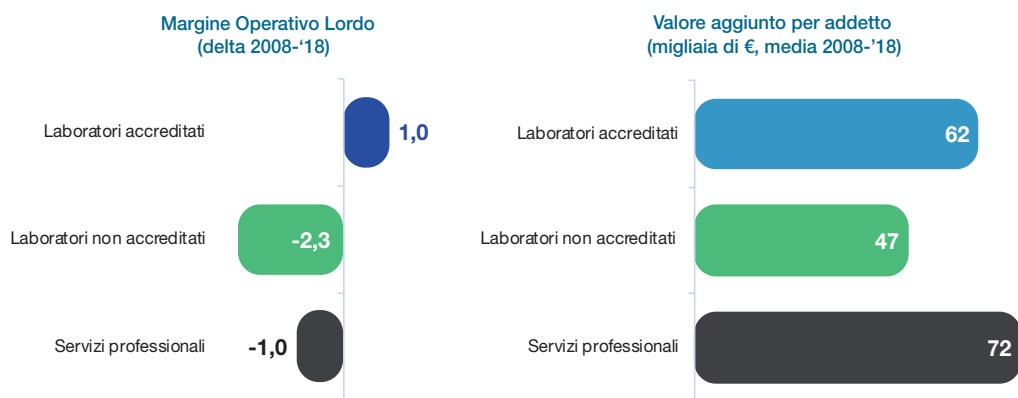 Margine Operativo Lordo
(delta 2008-‘18)
Laboratori accreditati
1,0
Laboratori non accreditati
-2,3
Servizi professionali
-1,0
Valore aggiunto per addetto
(migliaia di €, media 2008-’18)
Laboratori accreditati
62
Laboratori non accreditati
47
Servizi professionali
72